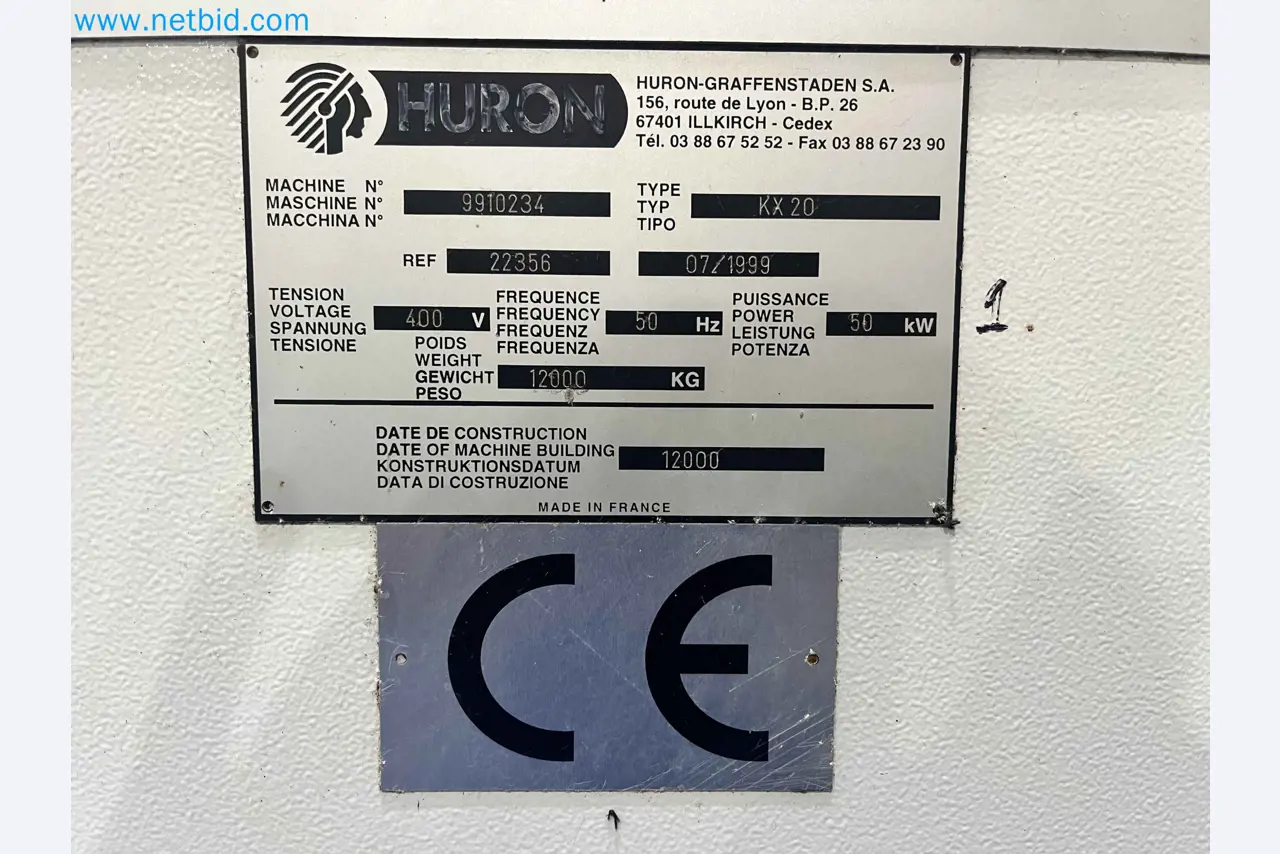 www.netbid.com
HURON
HURON-GRAFFENSTADEN S.A.
156, route de Lyon - B.P. 26
67401 ILLKIRCH - Cedex
Tél. 03 88 67 52 52 - Fax 03 88 67 23 90
MACHINE N°
MASCHINE N°
MACCHINA N°
9910234
TYPE
TYP
TIPO
KX 20
REF 22356
07/1999
TENSION
VOLTAGE
SPANNUNG
TENSIONE
400 V
FREQUENCE
FREQUENCY
FREQUENZ
FREQUENZA
50 Hz
PUISSANCE
POWER
LEISTUNG
POTENZA
50 kW
POIDS
WEIGHT
GEWICHT
PESO
12000 KG
DATE DE CONSTRUCTION
DATE OF MACHINE BUILDING
KONSTRUKTIONSDATUM
DATA DI COSTRUZIONE
12000
MADE IN FRANCE
CE
1